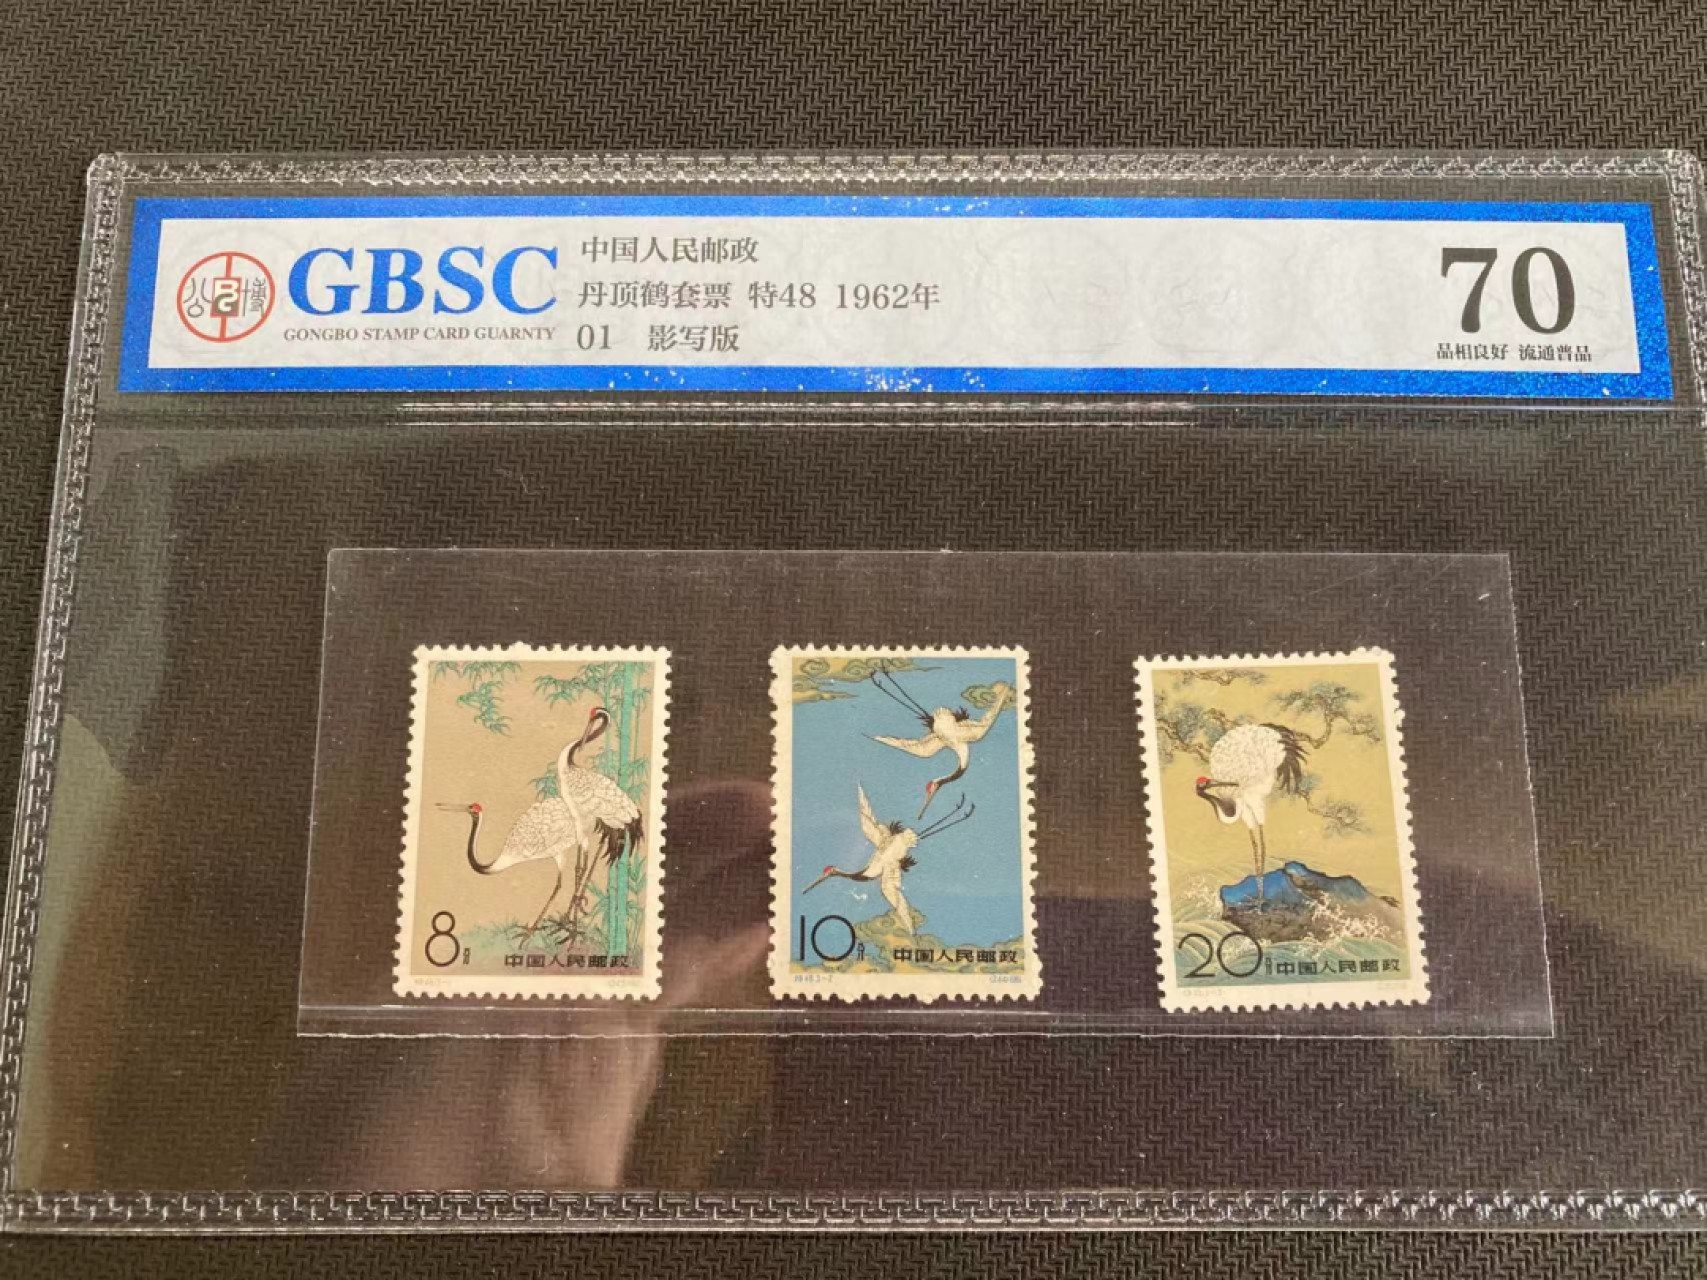 公博
BG
GBSC
GONGBO STAMP CARD GUARNTY
中国人民邮政
丹顶鹤套票 特48 1962年
01 影写版
70
品相良好 流通普品
8分 中国人民邮政
10分 中国人民邮政
20分 中国人民邮政